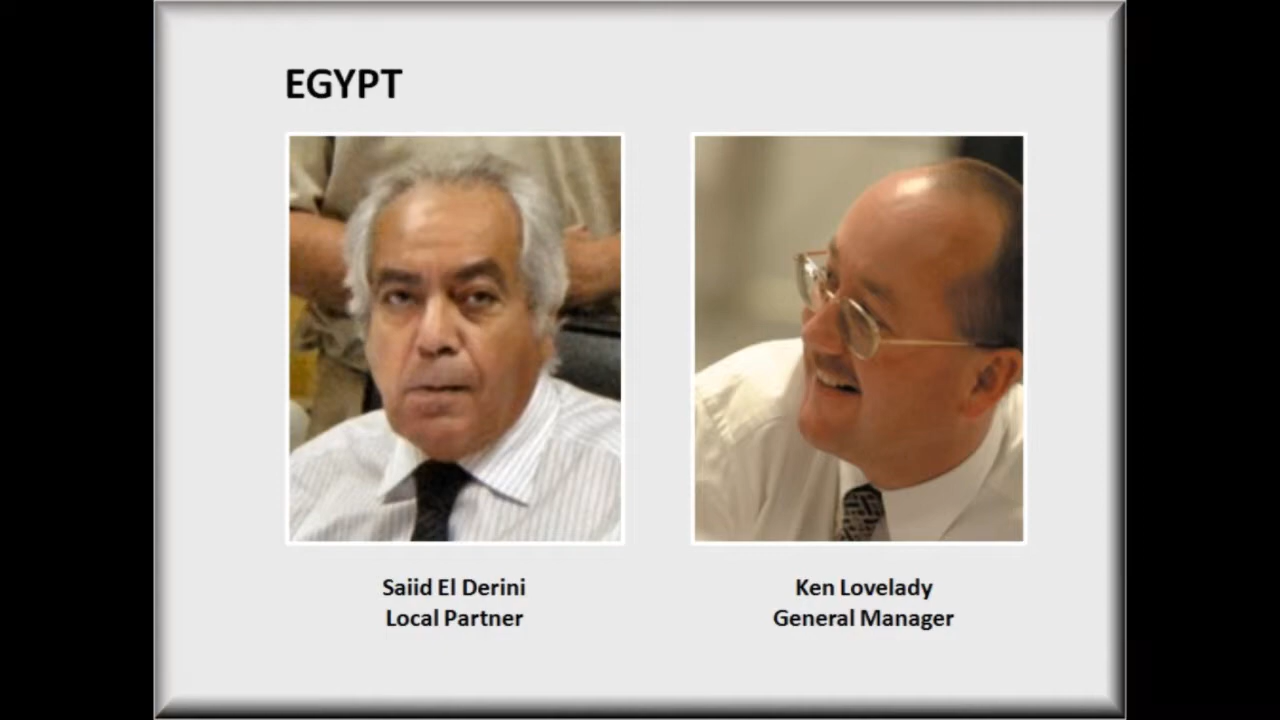 EGYPT
Saiid El Derini
Local Partner
Ken Lovelady
General Manager